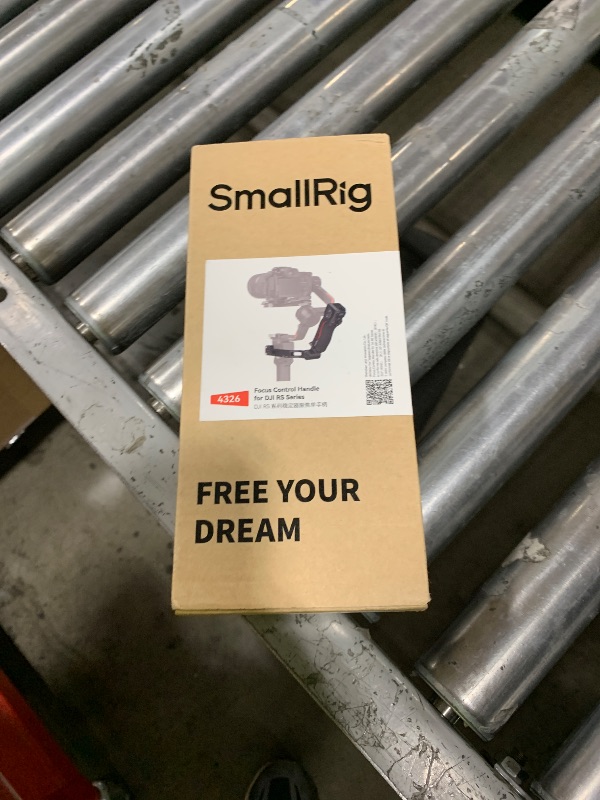 SmallRig
4326
Focus Control Handle
for DJI RS Series
FREE YOUR
DREAM